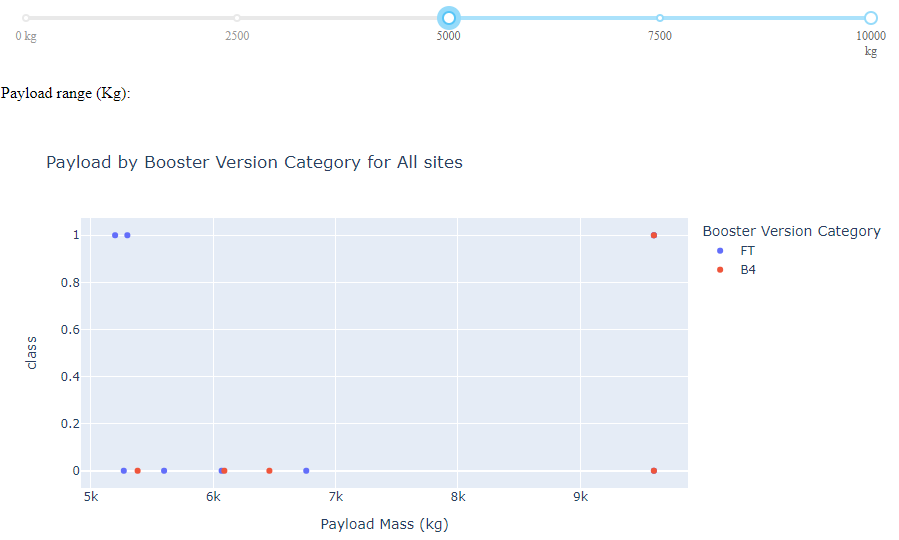 0 kg 2500 5000 7500 10000
kg
Payload range (Kg):
Payload by Booster Version Category for All sites
Booster Version Category
FT
B4
1
0.8
0.6
0.4
0.2
0
class
5k 6k 7k 8k 9k
Payload Mass (kg)